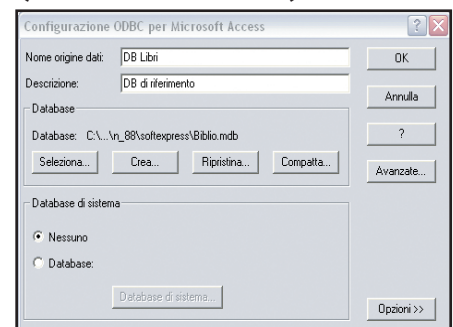 Configurazione ODBC per Microsoft Access
Nome origine dati: DB Libri
OK
Descrizione: DB di riferimento
Annulla
Database
Database: C:\...\n_88\softexpress\Biblio.mdb
?
Seleziona... Crea... Ripristina... Compatta...
Avanzate...
Database di sistema
Nessuno
Database:
Database di sistema...
Opzioni >>